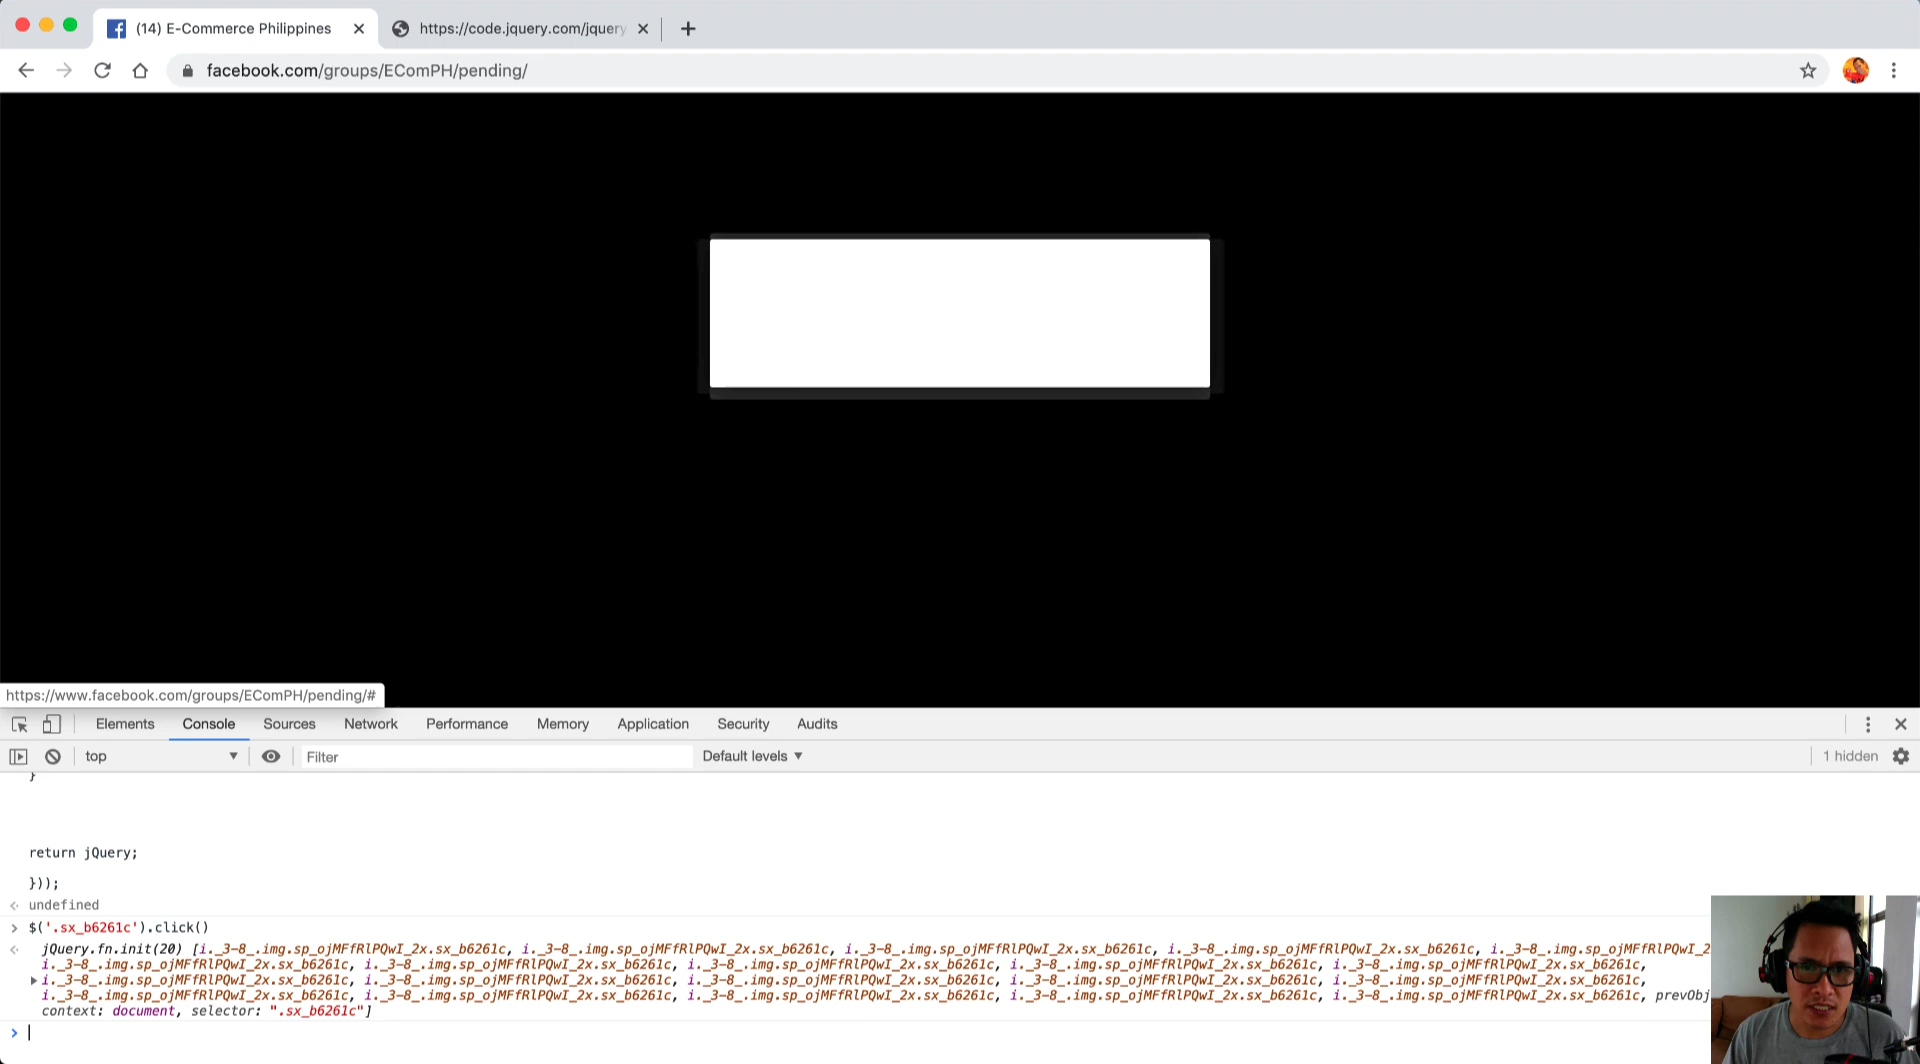 (14) E-Commerce Philippines
https://code.jquery.com/jquery
facebook.com/groups/EComPH/pending/
https://www.facebook.com/groups/EComPH/pending/#
Elements Console Sources Network Performance Memory Application Security Audits
top Filter Default levels 1 hidden
}
return jQuery;
}));
undefined
$('.sx_b6261c').click()
jQuery.fn.init(20) [i._3-8_.img.sp_ojMFfRlPQwI_2x.sx_b6261c, i._3-8_.img.sp_ojMFfRlPQwI_2x.sx_b6261c, i._3-8_.img.sp_ojMFfRlPQwI_2x.sx_b6261c, i._3-8_.img.sp_ojMFfRlPQwI_2x.sx_b6261c, i._3-8_.img.sp_ojMFfRlPQwI_2
i._3-8_.img.sp_ojMFfRlPQwI_2x.sx_b6261c, i._3-8_.img.sp_ojMFfRlPQwI_2x.sx_b6261c, i._3-8_.img.sp_ojMFfRlPQwI_2x.sx_b6261c, i._3-8_.img.sp_ojMFfRlPQwI_2x.sx_b6261c, i._3-8_.img.sp_ojMFfRlPQwI_2x.sx_b6261c,
i._3-8_.img.sp_ojMFfRlPQwI_2x.sx_b6261c, i._3-8_.img.sp_ojMFfRlPQwI_2x.sx_b6261c, i._3-8_.img.sp_ojMFfRlPQwI_2x.sx_b6261c, i._3-8_.img.sp_ojMFfRlPQwI_2x.sx_b6261c, i._3-8_.img.sp_ojMFfRlPQwI_2x.sx_b6261c,
i._3-8_.img.sp_ojMFfRlPQwI_2x.sx_b6261c, i._3-8_.img.sp_ojMFfRlPQwI_2x.sx_b6261c, i._3-8_.img.sp_ojMFfRlPQwI_2x.sx_b6261c, i._3-8_.img.sp_ojMFfRlPQwI_2x.sx_b6261c, i._3-8_.img.sp_ojMFfRlPQwI_2x.sx_b6261c, prevObj
context: document, selector: ".sx_b6261c"]